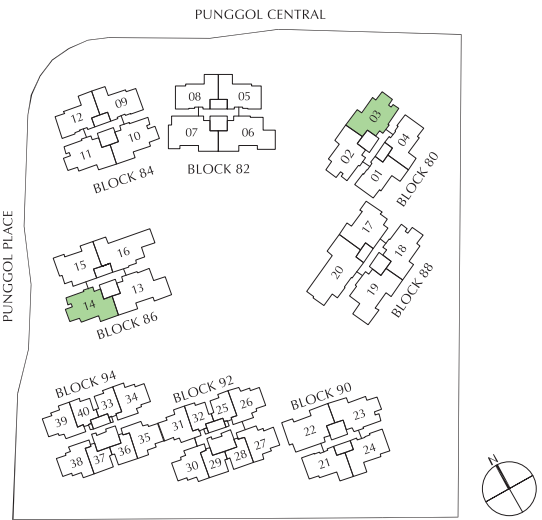 PUNGGOL CENTRAL
PUNGGOL PLACE
12 09
11 10
BLOCK 84
08 05
07 06
BLOCK 82
03
04
02
01
BLOCK 80
15 16
14 13
BLOCK 86
17
18
20
19
BLOCK 88
BLOCK 94
39 40 33 34
38 37 36 35
BLOCK 92
31 32 25 26
30 29 28 27
BLOCK 90
22 23
21 24
N